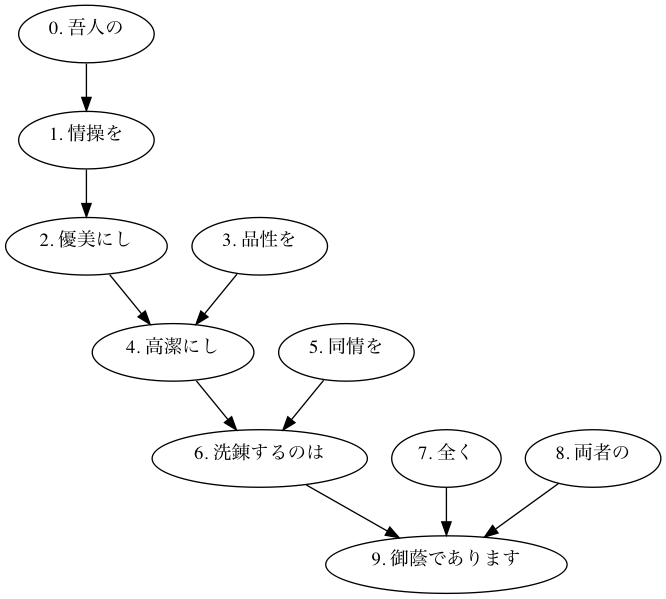 0. 吾人の
1. 情操を
2. 優美にし
3. 品性を
4. 高潔にし
5. 同情を
6. 洗錬するのは
7. 全く
8. 両者の
9. 御蔭であります